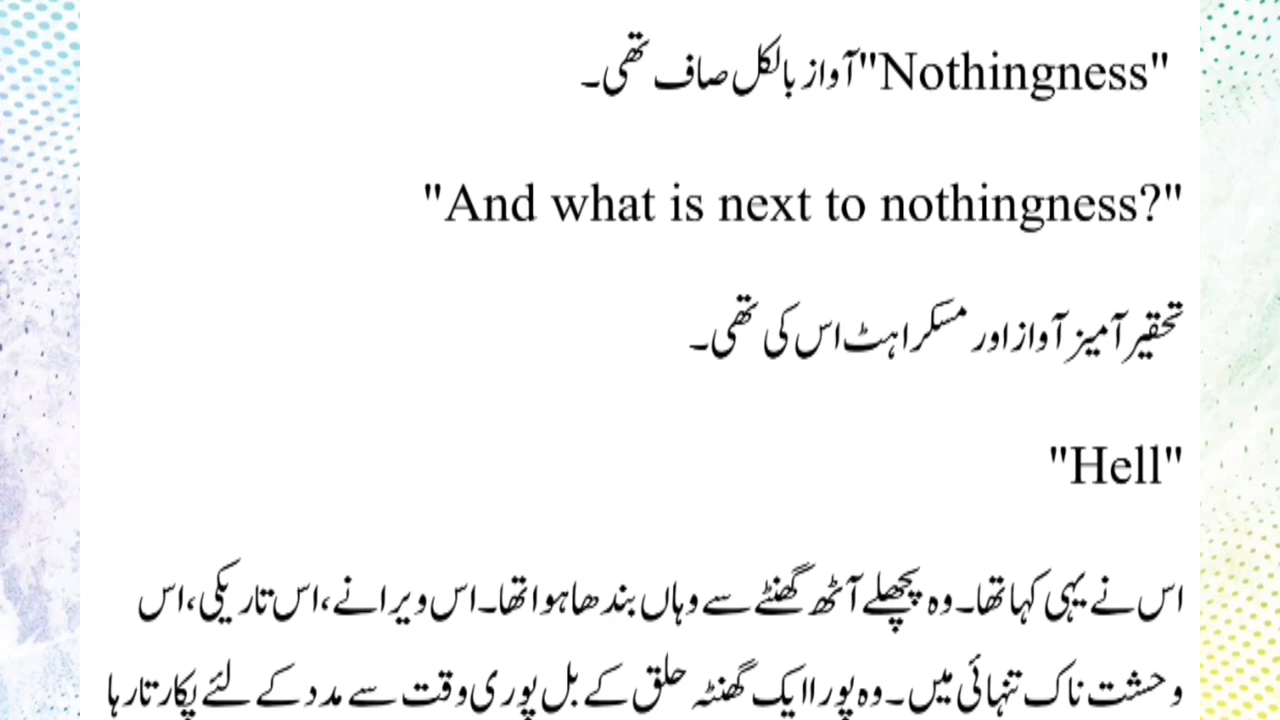 "Nothingness" آواز بالکل صاف تھی۔
"And what is next to nothingness?"
تحقیر آمیز آواز اور مسکراہٹ اس کی تھی۔
"Hell"
اس نے یہی کہا تھا۔ وہ پچھلے آٹھ گھنٹے سے وہاں بندھا ہوا تھا۔ اس ویرانے، اس تاریکی، اس
وحشت ناک تنہائی میں۔ وہ پورا ایک گھنٹہ حلق کے بل پوری وقت سے مدد کے لئے پکارتا رہا